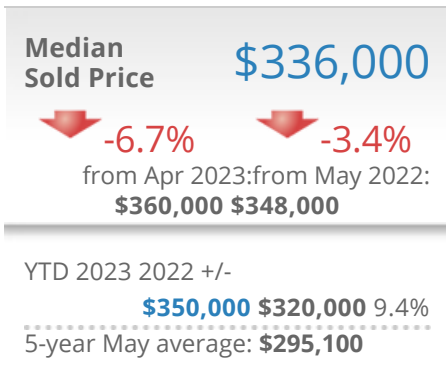 Median
Sold Price
$336,000
-6.7%
-3.4%
from Apr 2023:from May 2022:
$360,000 $348,000
YTD 2023 2022 +/-
$350,000 $320,000 9.4%
5-year May average: $295,100